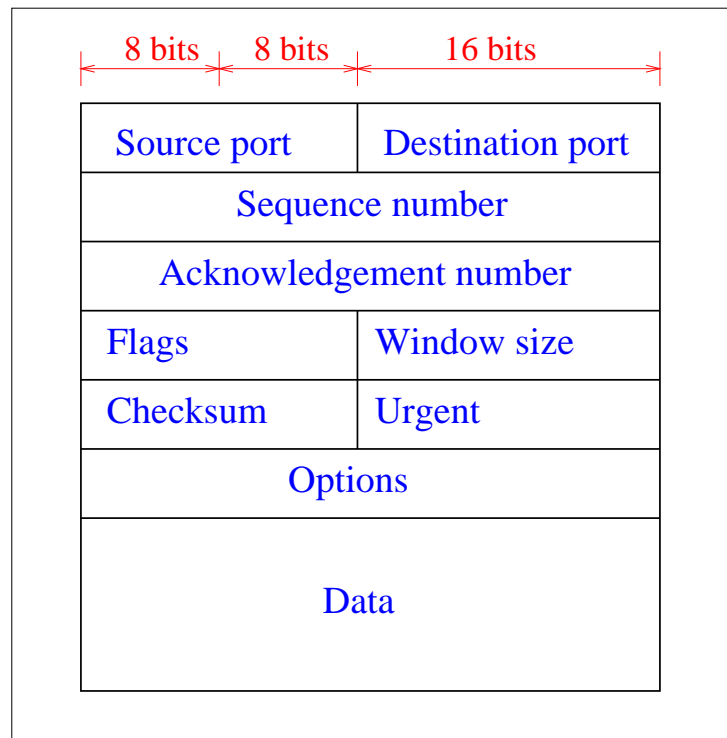 8 bits 8 bits 16 bits
Source port Destination port
Sequence number
Acknowledgement number
Flags Window size
Checksum Urgent
Options
Data